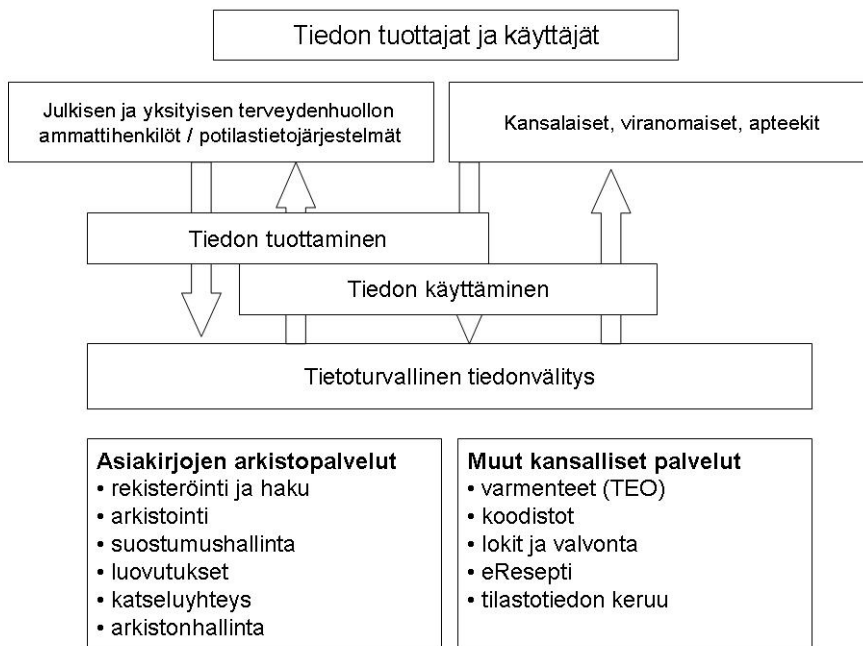 Tiedon tuottajat ja käyttäjät
Julkisen ja yksityisen terveydenhuollon
ammattihenkilöt / potilastietojärjestelmät
Kansalaiset, viranomaiset, apteekit
Tiedon tuottaminen
Tiedon käyttäminen
Tietoturvallinen tiedonvälitys
Asiakirjojen arkistopalvelut
• rekisteröinti ja haku
• arkistointi
• suostumushallinta
• luovutukset
• katseluyhteys
• arkistonhallinta
Muut kansalliset palvelut
• varmenteet (TEO)
• koodistot
• lokit ja valvonta
• eResepti
• tilastotiedon keruu